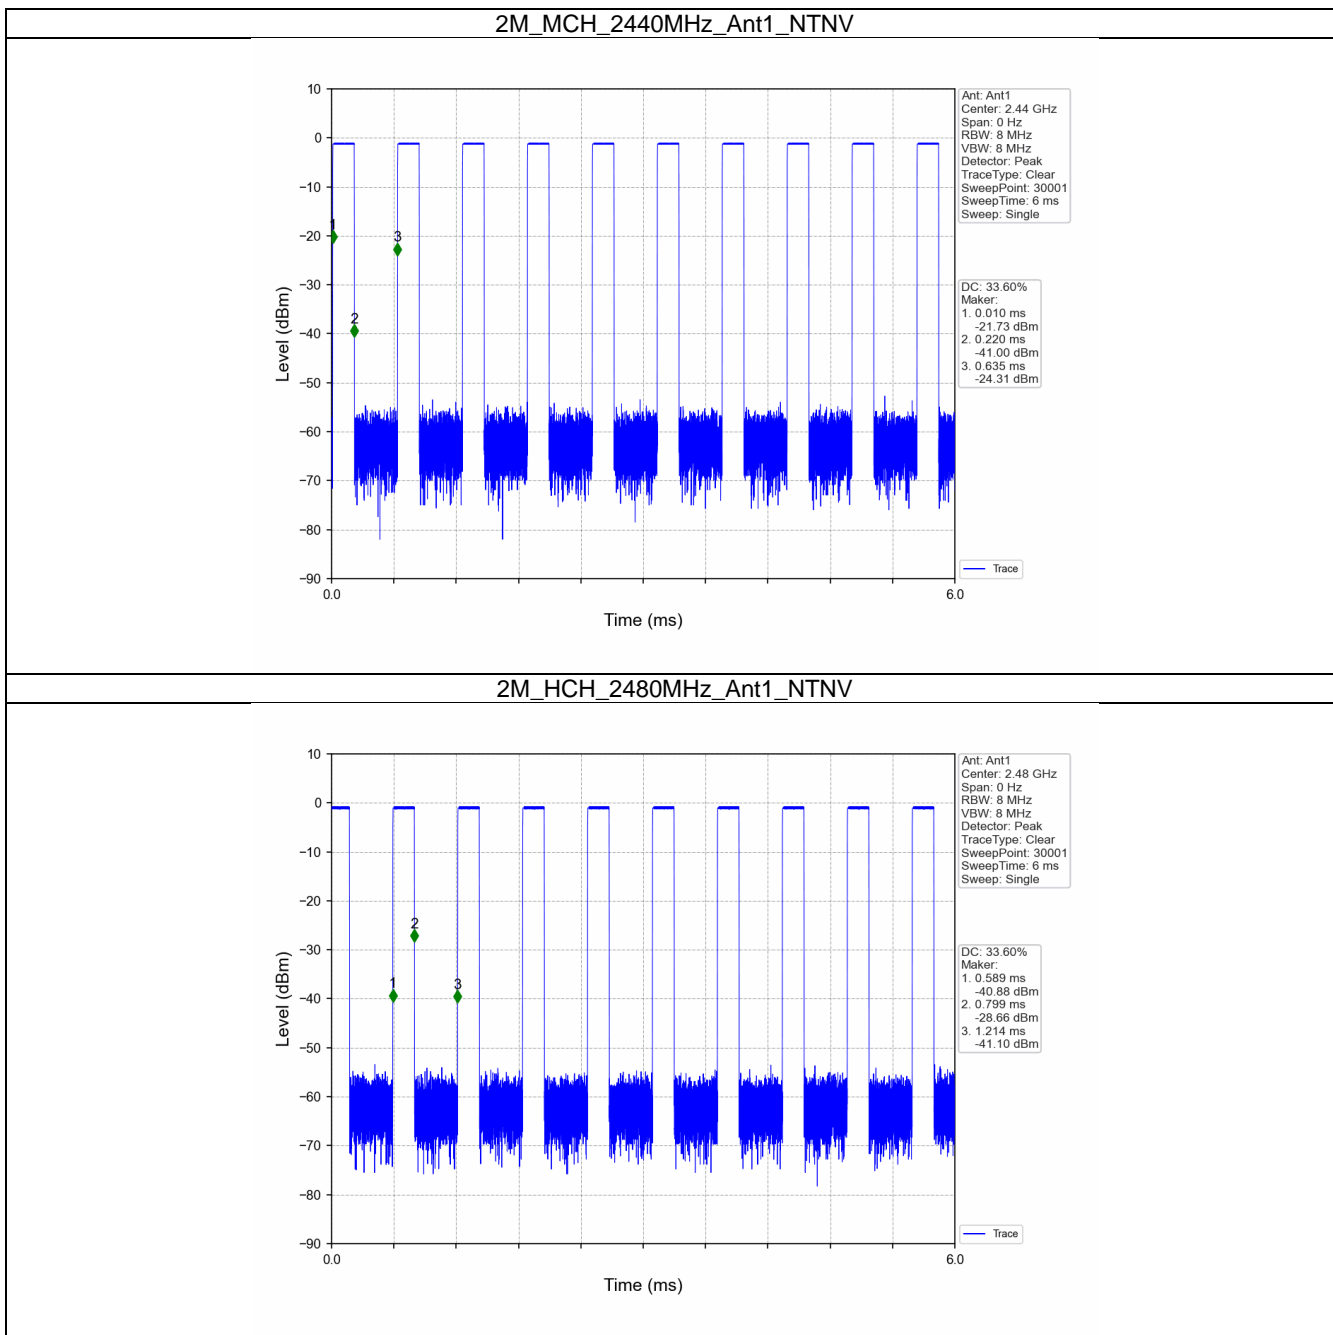 2M_MCH_2440MHz_Ant1_NTNV
10
0
−10
−20
−30
−40
−50
−60
−70
−80
−90
Level (dBm)
1
2
3
0.0
6.0
Time (ms)
Ant: Ant1
Center: 2.44 GHz
Span: 0 Hz
RBW: 8 MHz
VBW: 8 MHz
Detector: Peak
TraceType: Clear
SweepPoint: 30001
SweepTime: 6 ms
Sweep: Single
DC: 33.60%
Maker:
1. 0.010 ms
-21.73 dBm
2. 0.220 ms
-41.00 dBm
3. 0.635 ms
-24.31 dBm
Trace
2M_HCH_2480MHz_Ant1_NTNV
10
0
−10
−20
−30
−40
−50
−60
−70
−80
−90
Level (dBm)
1
2
3
0.0
6.0
Time (ms)
Ant: Ant1
Center: 2.48 GHz
Span: 0 Hz
RBW: 8 MHz
VBW: 8 MHz
Detector: Peak
TraceType: Clear
SweepPoint: 30001
SweepTime: 6 ms
Sweep: Single
DC: 33.60%
Maker:
1. 0.589 ms
-40.88 dBm
2. 0.799 ms
-28.66 dBm
3. 1.214 ms
-41.10 dBm
Trace